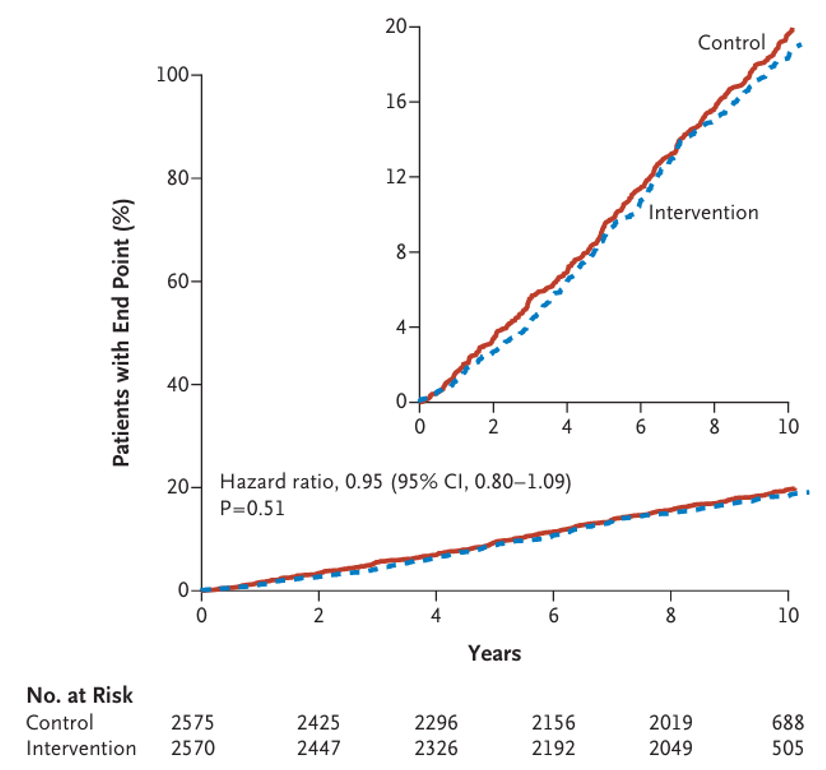 20
Control
16
12
Intervention
8
4
0
0 2 4 6 8 10
Patients with End Point (%)
100
80
60
40
Hazard ratio, 0.95 (95% CI, 0.80–1.09)
20
P=0.51
0
0 2 4 6 8 10
Years
No. at Risk
Control 2575 2425 2296 2156 2019 688
Intervention 2570 2447 2326 2192 2049 505